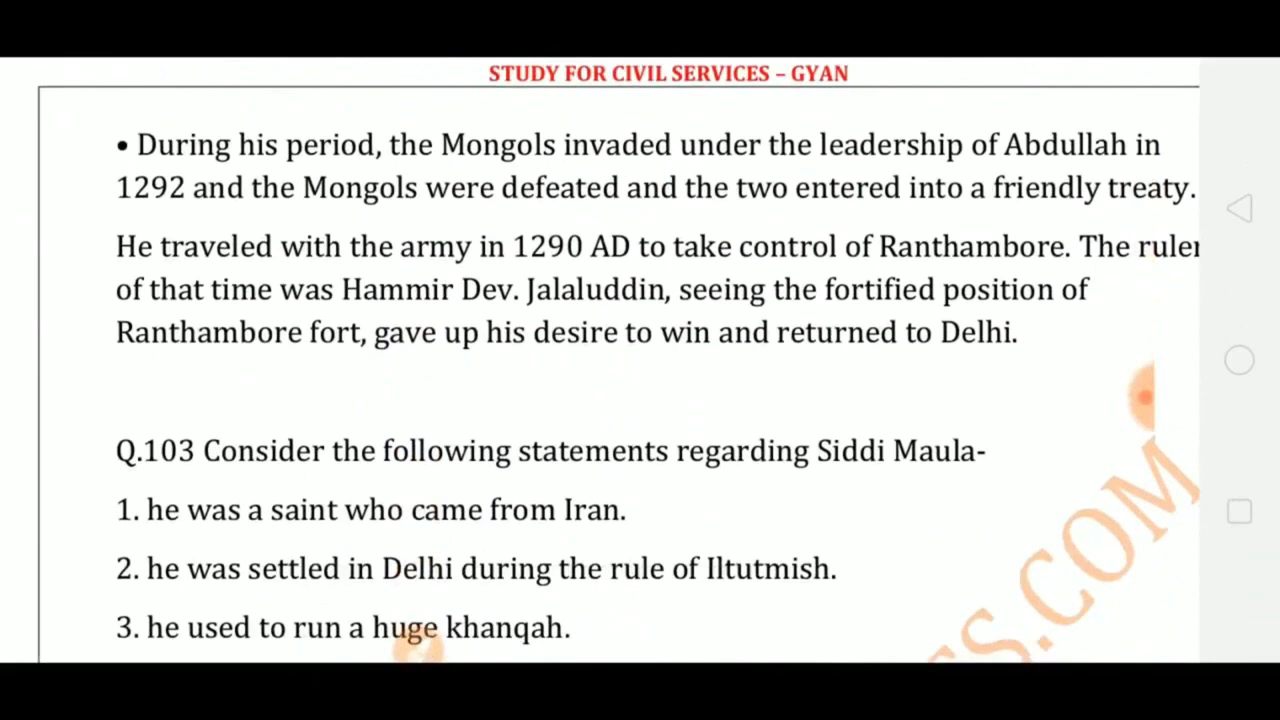 STUDY FOR CIVIL SERVICES – GYAN
• During his period, the Mongols invaded under the leadership of Abdullah in
1292 and the Mongols were defeated and the two entered into a friendly treaty.
He traveled with the army in 1290 AD to take control of Ranthambore. The ruler
of that time was Hammir Dev. Jalaluddin, seeing the fortified position of
Ranthambore fort, gave up his desire to win and returned to Delhi.
Q.103 Consider the following statements regarding Siddi Maula-
1. he was a saint who came from Iran.
2. he was settled in Delhi during the rule of Iltutmish.
3. he used to run a huge khanqah.
S.COM